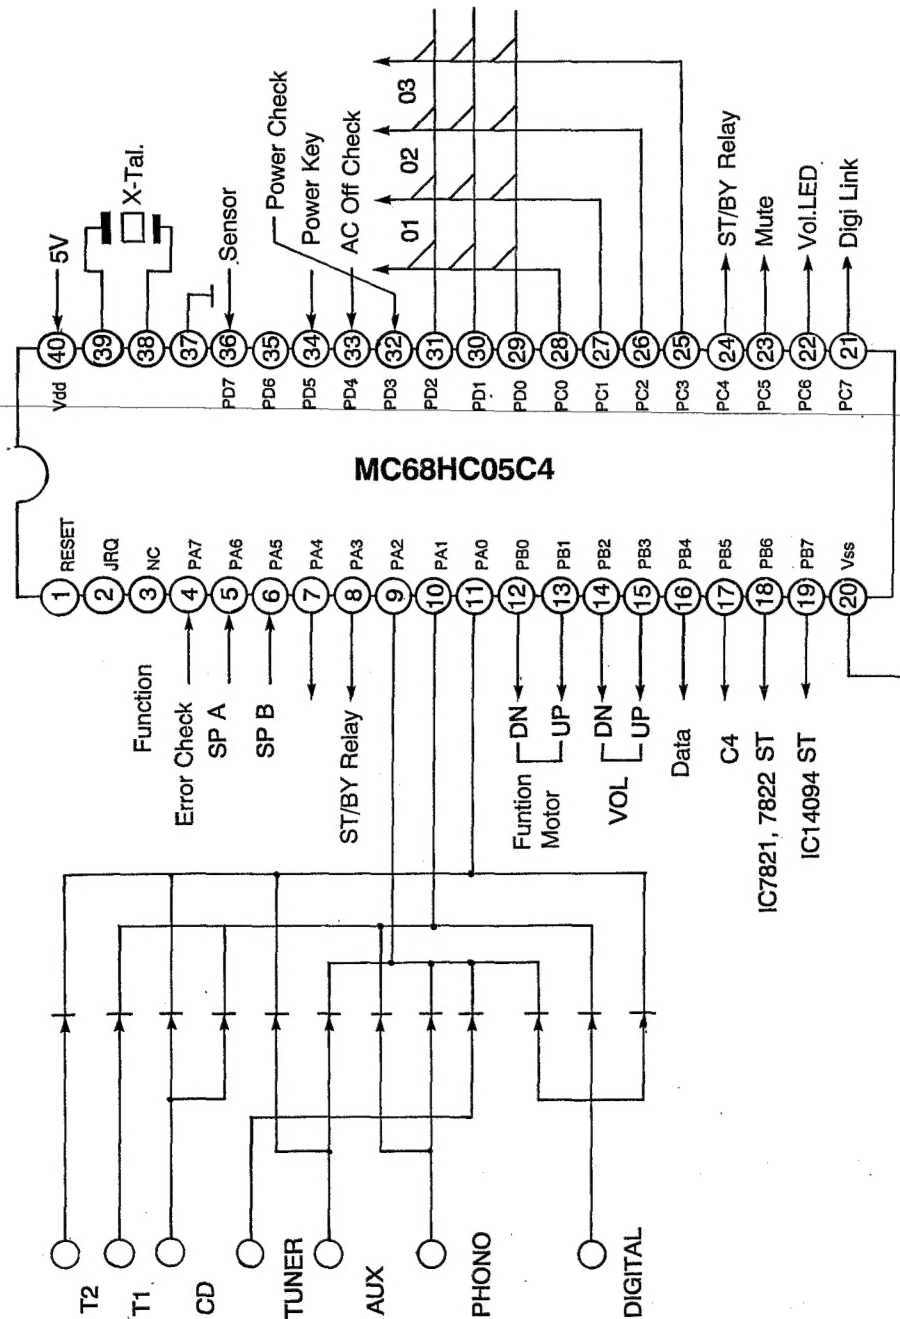 MC68HC05C4
1
RESET
2
JRQ
3
NC
4
PA7
5
PA6
6
PA5
7
PA4
8
PA3
9
PA2
10
PA1
11
PA0
12
PB0
13
PB1
14
PB2
15
PB3
16
PB4
17
PB5
18
PB6
19
PB7
20
Vss
40
Vdd
39
38
37
36
PD7
35
PD6
34
PD5
33
PD4
32
PD3
31
PD2
30
PD1
29
PD0
28
PC0
27
PC1
26
PC2
25
PC3
24
PC4
23
PC5
22
PC6
21
PC7
5V
X-Tal.
Sensor
Power Check
Power Key
AC Off Check
01
02
03
ST/BY Relay
Mute
Vol.LED
Digi Link
Function
Error Check
SP A
SP B
ST/BY Relay
Funtion
Motor
DN
UP
VOL
DN
UP
Data
C4
IC7821, 7822 ST
IC14094 ST
T2
T1
CD
TUNER
AUX
PHONO
DIGITAL